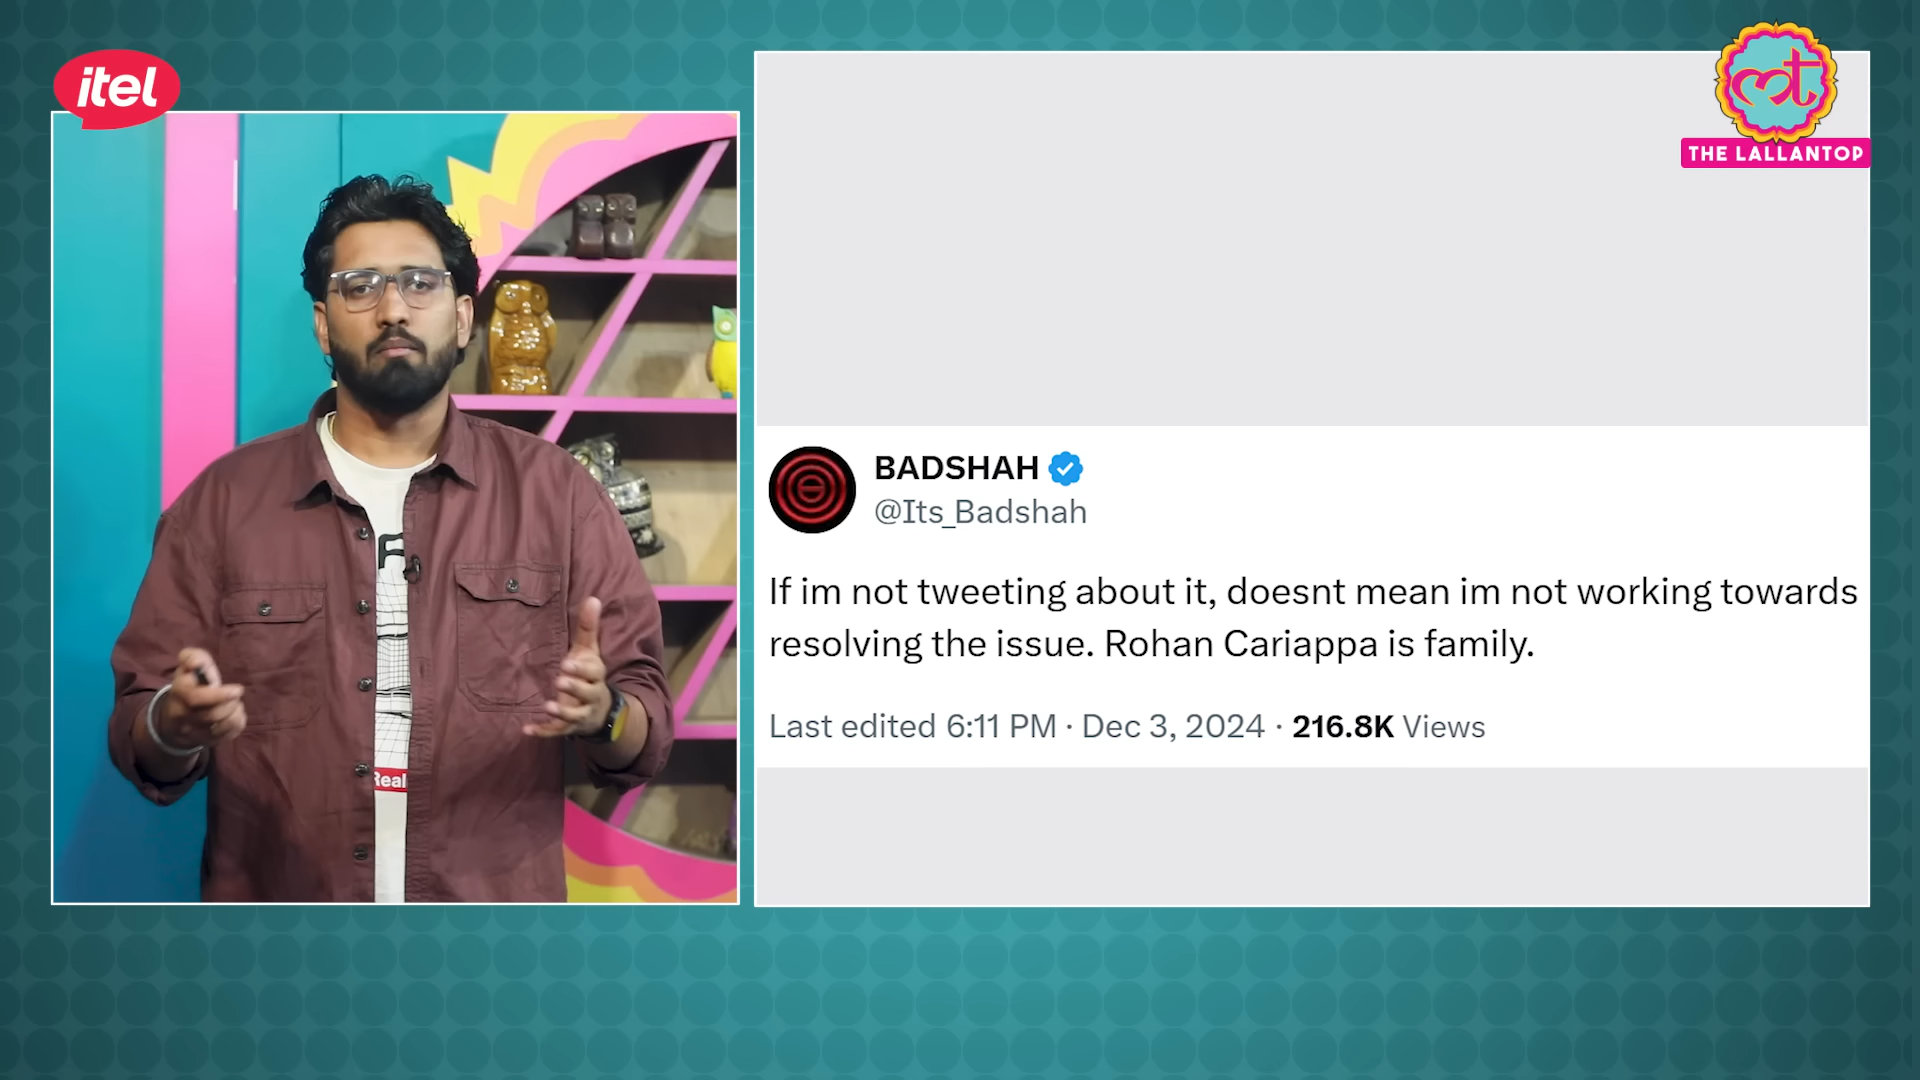 itel
THE LALLANTOP
BADSHAH
@Its_Badshah
If im not tweeting about it, doesnt mean im not working towards
resolving the issue. Rohan Cariappa is family.
Last edited 6:11 PM · Dec 3, 2024 · 216.8K Views
Real